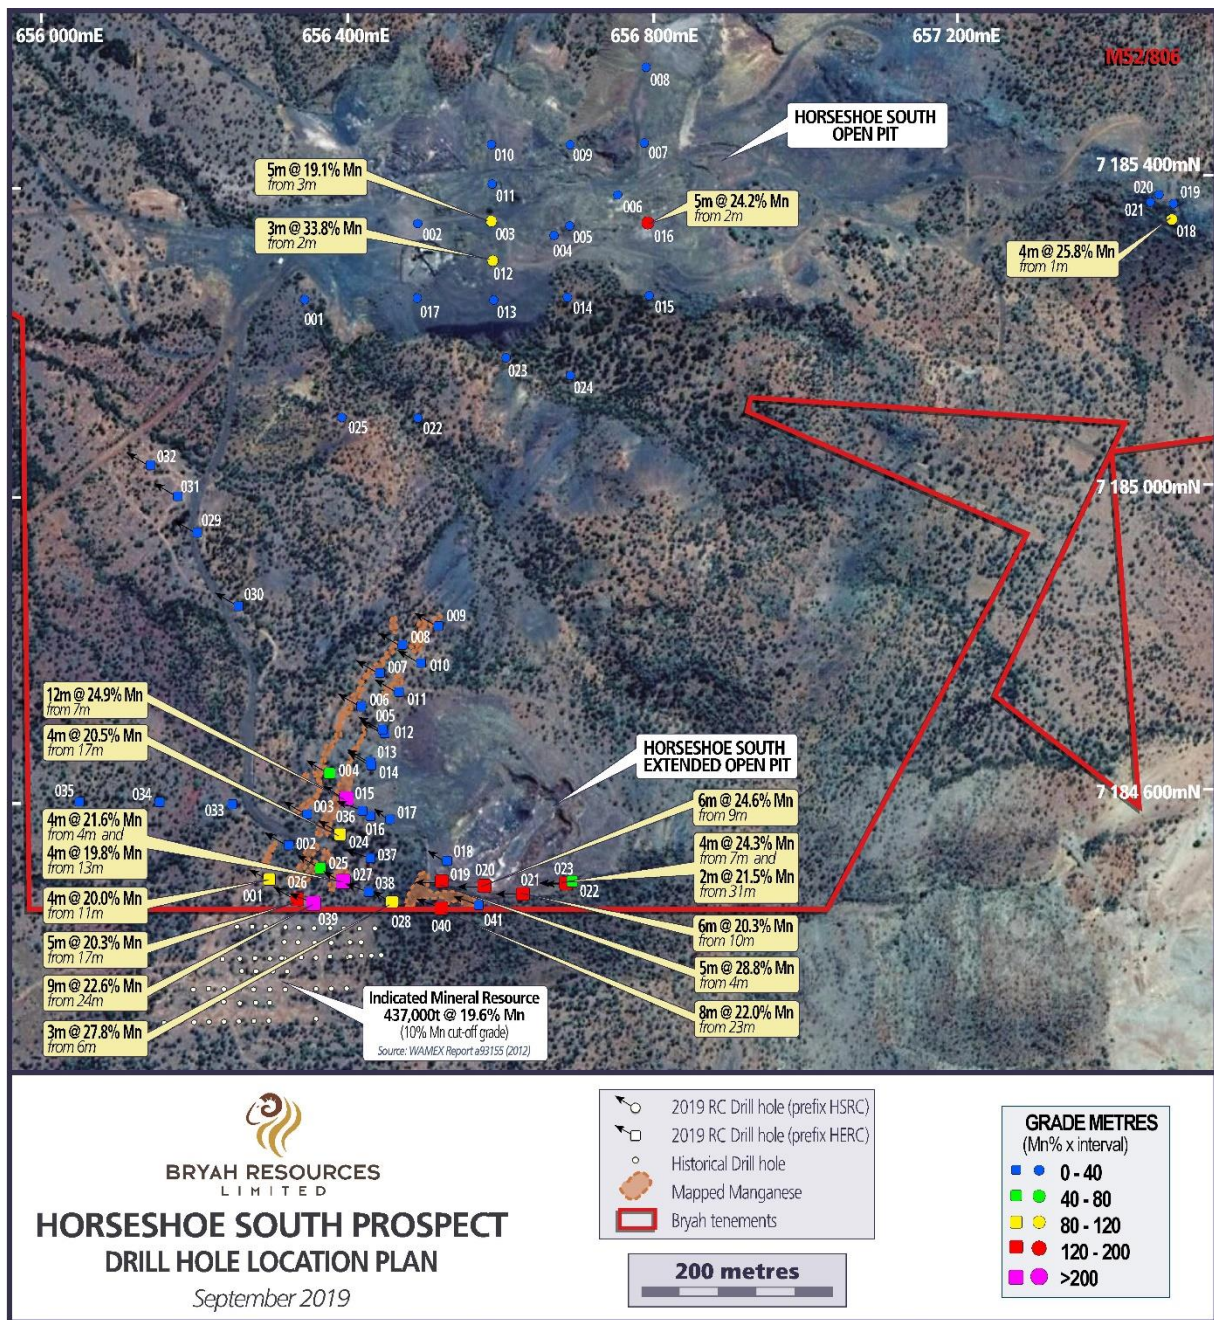 656 000mE
656 400mE
656 800mE
657 200mE
M52/806
008
HORSESHOE SOUTH
OPEN PIT
010
009
007
7 185 400mN
5m @ 19.1% Mn
from 3m
011
006
5m @ 24.2% Mn
from 2m
020
019
021
3m @ 33.8% Mn
from 2m
002
003
005
004
016
018
4m @ 25.8% Mn
from 1m
012
001
017
013
014
015
023
024
025
022
032
031
7 185 000mN
029
030
009
008
010
007
011
12m @ 24.9% Mn
from 7m
006
005
012
4m @ 20.5% Mn
from 17m
013
014
HORSESHOE SOUTH
EXTENDED OPEN PIT
004
015
7 184 600mN
035
034
033
003
036
016
017
6m @ 24.6% Mn
from 9m
4m @ 21.6% Mn
from 4m and
4m @ 19.8% Mn
from 13m
024
002
037
018
4m @ 24.3% Mn
from 7m and
2m @ 21.5% Mn
from 31m
025
027
019
020
023
022
021
4m @ 20.0% Mn
from 11m
001
026
038
039
028
040
041
6m @ 20.3% Mn
from 10m
5m @ 20.3% Mn
from 17m
5m @ 28.8% Mn
from 4m
9m @ 22.6% Mn
from 24m
8m @ 22.0% Mn
from 23m
3m @ 27.8% Mn
from 6m
Indicated Mineral Resource
437,000t @ 19.6% Mn
(10% Mn cut-off grade)
Source: WAMEX Report a93155 (2012)
BRYAH RESOURCES
LIMITED
HORSESHOE SOUTH PROSPECT
DRILL HOLE LOCATION PLAN
September 2019
2019 RC Drill hole (prefix HSRC)
2019 RC Drill hole (prefix HERC)
Historical Drill hole
Mapped Manganese
Bryah tenements
200 metres
GRADE METRES
(Mn% x interval)
0 - 40
40 - 80
80 - 120
120 - 200
>200